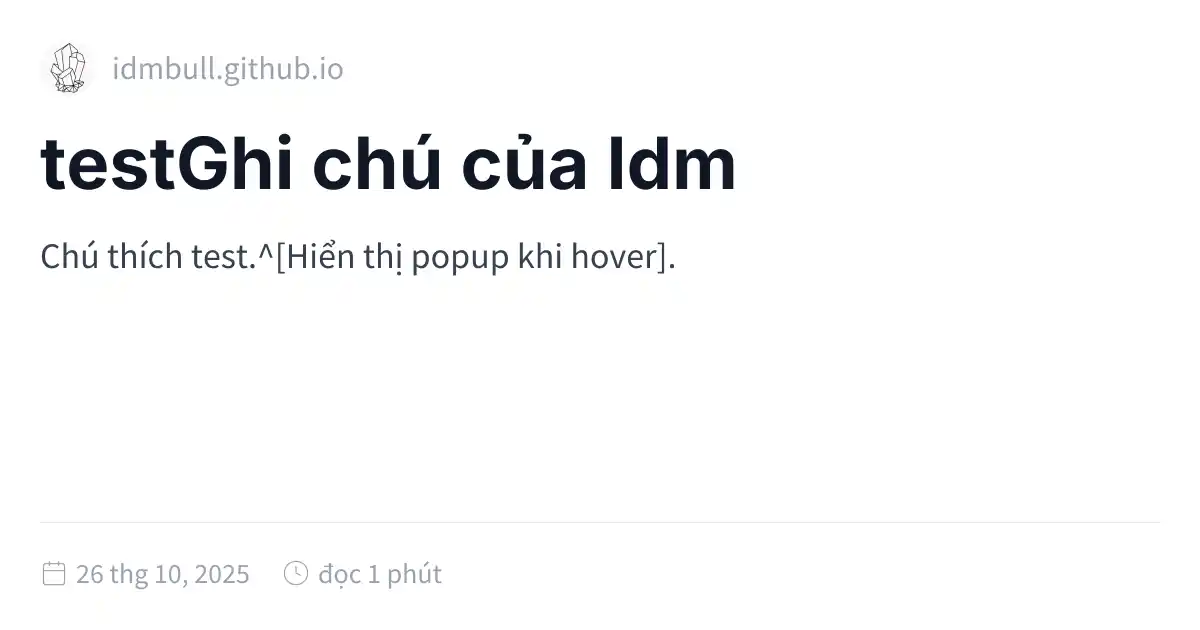 idmbull.github.io
testGhi chú của Idm
Chú thích test.^[Hiển thị popup khi hover].
26 thg 10, 2025 đọc 1 phút